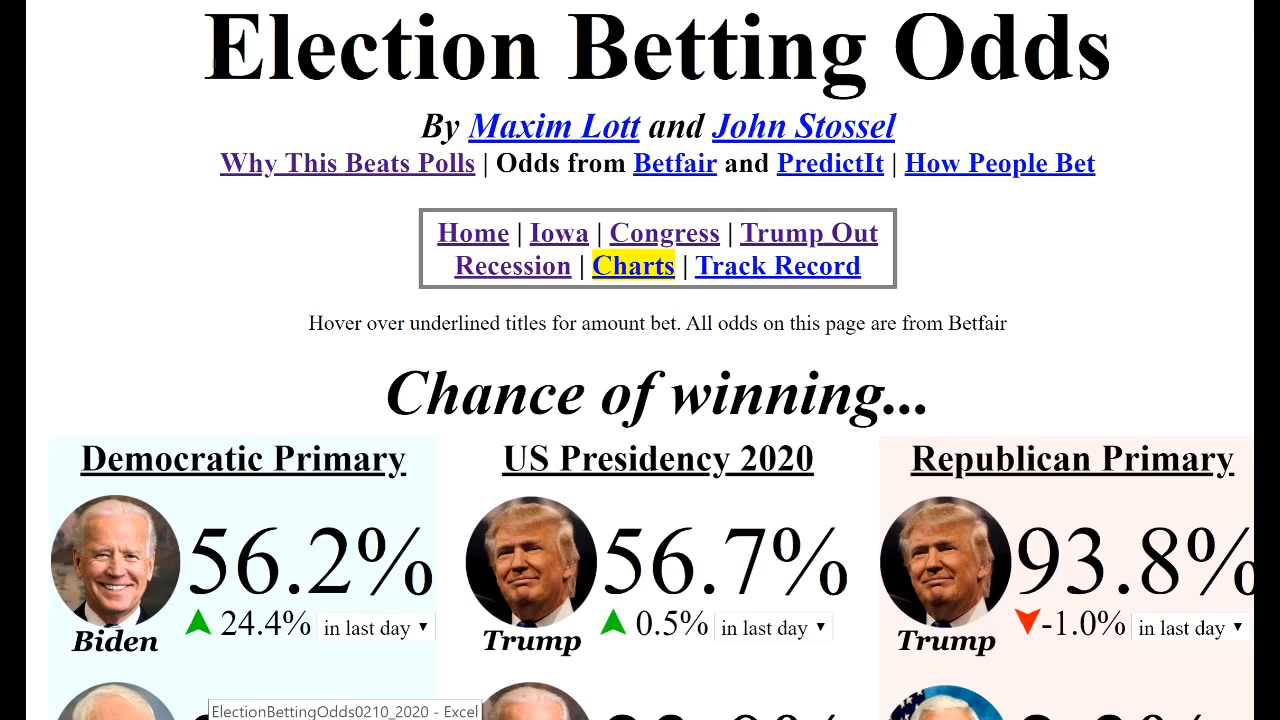 Election Betting Odds
By Maxim Lott and John Stossel
Why This Beats Polls | Odds from Betfair and PredictIt | How People Bet
Home | Iowa | Congress | Trump Out
Recession | Charts | Track Record
Hover over underlined titles for amount bet. All odds on this page are from Betfair
Chance of winning...
Democratic Primary
56.2%
24.4% in last day
Biden
US Presidency 2020
56.7%
0.5% in last day
Trump
Republican Primary
93.8%
-1.0% in last day
Trump
ElectionBettingOdds0210_2020 - Excel